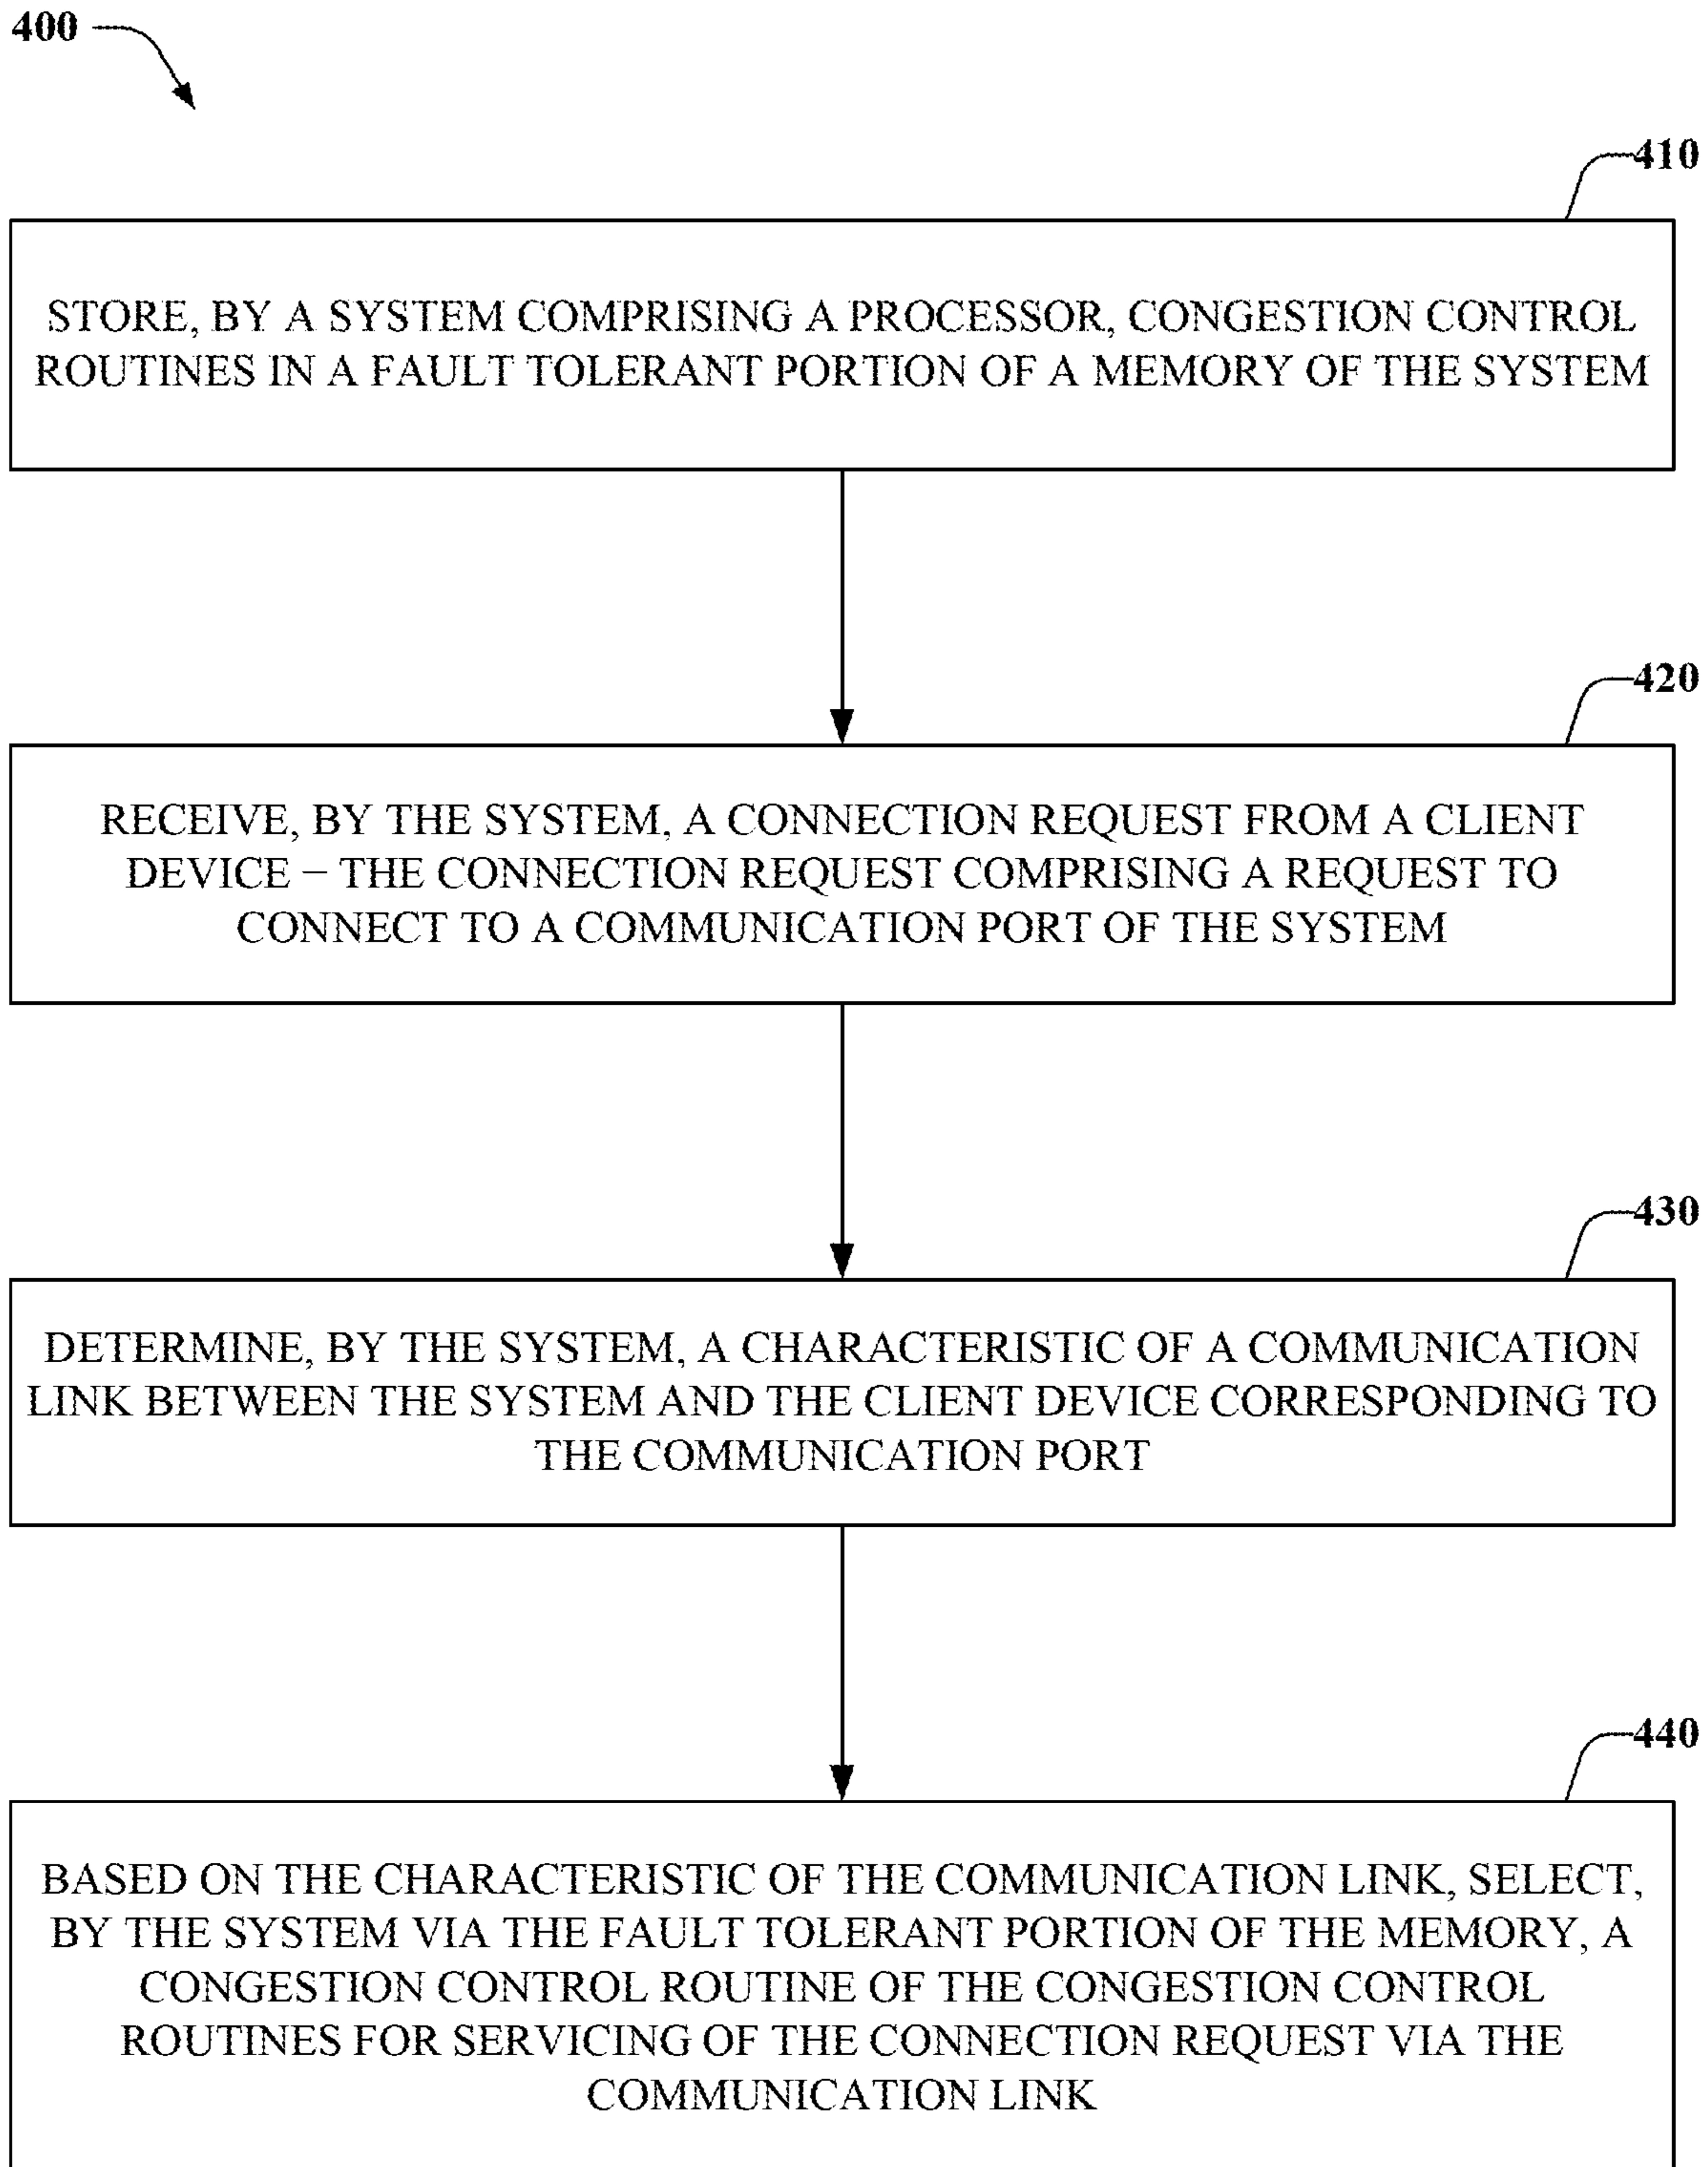 400
410
STORE, BY A SYSTEM COMPRISING A PROCESSOR, CONGESTION CONTROL
ROUTINES IN A FAULT TOLERANT PORTION OF A MEMORY OF THE SYSTEM
420
RECEIVE, BY THE SYSTEM, A CONNECTION REQUEST FROM A CLIENT
DEVICE – THE CONNECTION REQUEST COMPRISING A REQUEST TO
CONNECT TO A COMMUNICATION PORT OF THE SYSTEM
430
DETERMINE, BY THE SYSTEM, A CHARACTERISTIC OF A COMMUNICATION
LINK BETWEEN THE SYSTEM AND THE CLIENT DEVICE CORRESPONDING TO
THE COMMUNICATION PORT
440
BASED ON THE CHARACTERISTIC OF THE COMMUNICATION LINK, SELECT,
BY THE SYSTEM VIA THE FAULT TOLERANT PORTION OF THE MEMORY, A
CONGESTION CONTROL ROUTINE OF THE CONGESTION CONTROL
ROUTINES FOR SERVICING OF THE CONNECTION REQUEST VIA THE
COMMUNICATION LINK